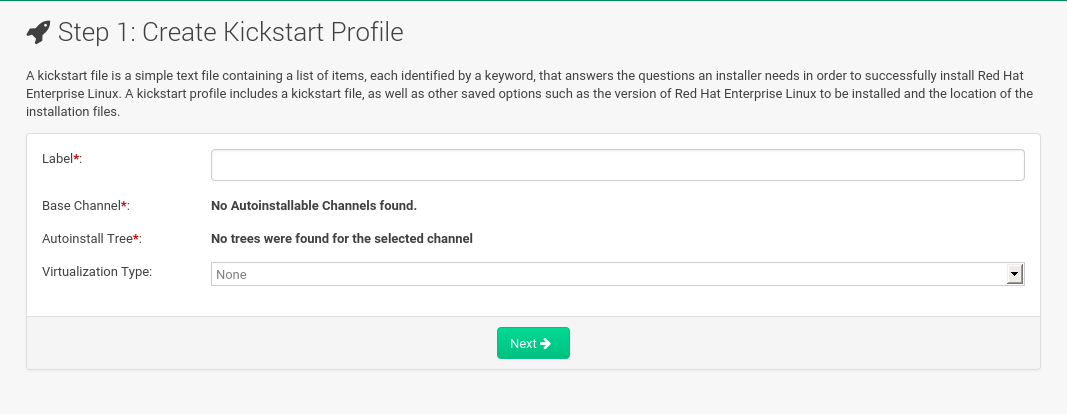 Step 1: Create Kickstart Profile
A kickstart file is a simple text file containing a list of items, each identified by a keyword, that answers the questions an installer needs in order to successfully install Red Hat
Enterprise Linux. A kickstart profile includes a kickstart file, as well as other saved options such as the version of Red Hat Enterprise Linux to be installed and the location of the
installation files.
Label*:
Base Channel*: No Autoinstallable Channels found.
Autoinstall Tree*: No trees were found for the selected channel
Virtualization Type: None
Next